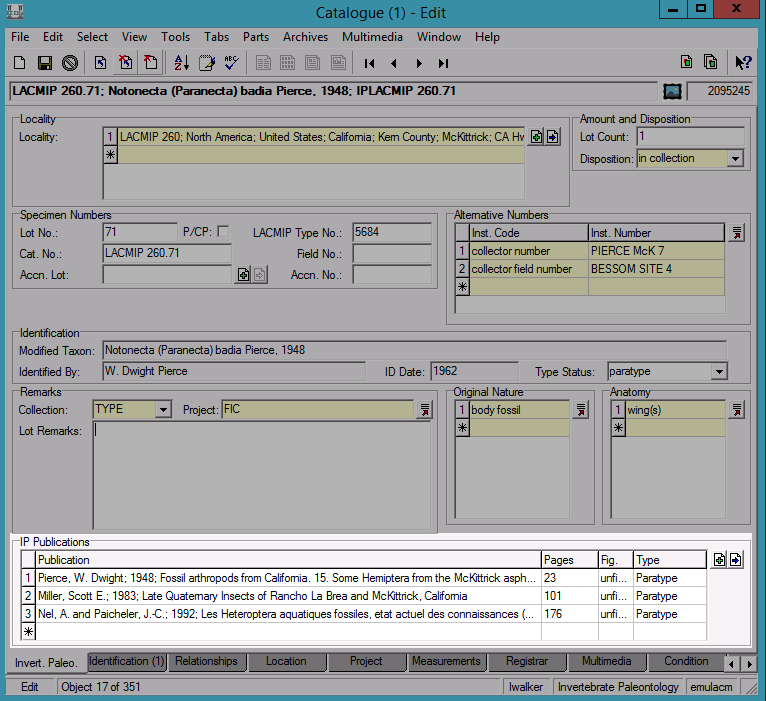 Catalogue (1) - Edit
File Edit Select View Tools Tabs Parts Archives Multimedia Window Help
LACMIP 260.71; Notonecta (Paranecta) badia Pierce, 1948; IPLACMIP 260.71 2095245
Locality
Locality: 1 LACMIP 260; North America; United States; California; Kern County; McKittrick; CA Hw
Amount and Disposition
Lot Count: 1
Disposition: in collection
Specimen Numbers
Lot No.: 71 P/CP: LACMIP Type No.: 5684
Cat. No.: LACMIP 260.71 Field No.:
Accn. Lot: Accn. No.:
Alternative Numbers
Inst. Code Inst. Number
1 collector number PIERCE McK 7
2 collector field number BESSOM SITE 4
Identification
Modified Taxon: Notonecta (Paranecta) badia Pierce, 1948
Identified By: W. Dwight Pierce ID Date: 1962 Type Status: paratype
Remarks
Collection: TYPE Project: FIC
Lot Remarks:
Original Nature
1 body fossil
Anatomy
1 wing(s)
IP Publications
Publication Pages Fig. Type
1 Pierce, W. Dwight; 1948; Fossil arthropods from California. 15. Some Hemiptera from the McKittrick asph... 23 unfi... Paratype
2 Miller, Scott E.; 1983; Late Quaternary Insects of Rancho La Brea and McKittrick, California 101 unfi... Paratype
3 Nel, A. and Paicheler, J.-C.; 1992; Les Heteroptera aquatiques fossiles, etat actuel des connaissances (... 176 unfi... Paratype
Invert. Paleo. Identification (1) Relationships Location Project Measurements Registrar Multimedia Condition
Edit Object 17 of 351 lwalker Invertebrate Paleontology emulacm